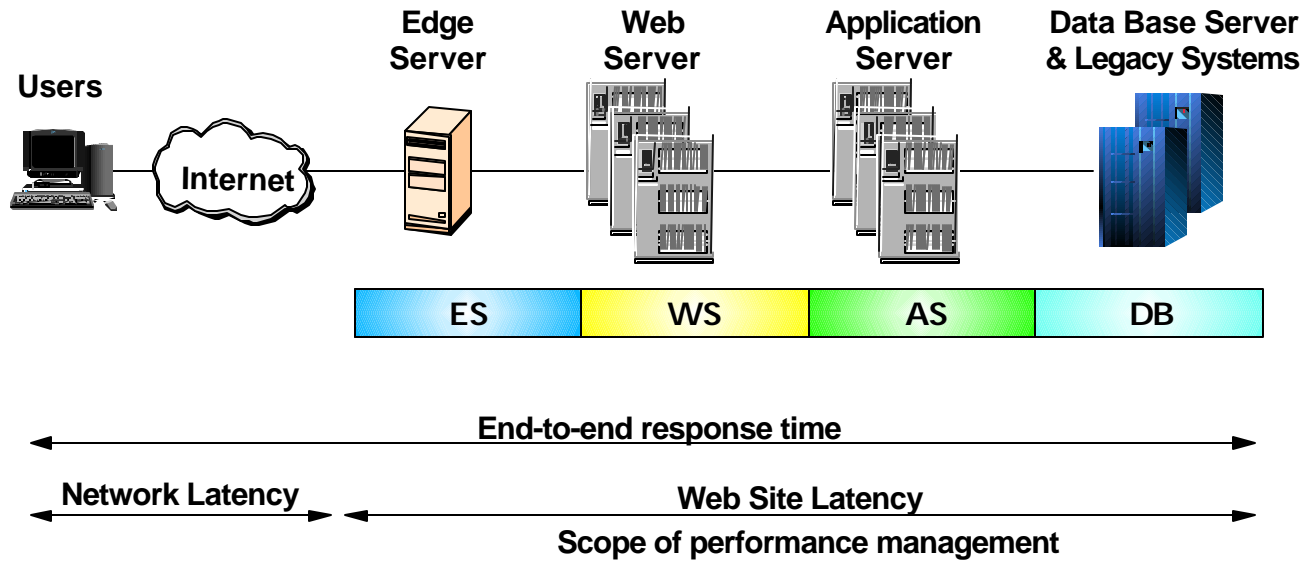 Users
Internet
Edge
Server
Web
Server
Application
Server
Data Base Server
& Legacy Systems
ES
WS
AS
DB
End-to-end response time
Network Latency
Web Site Latency
Scope of performance management